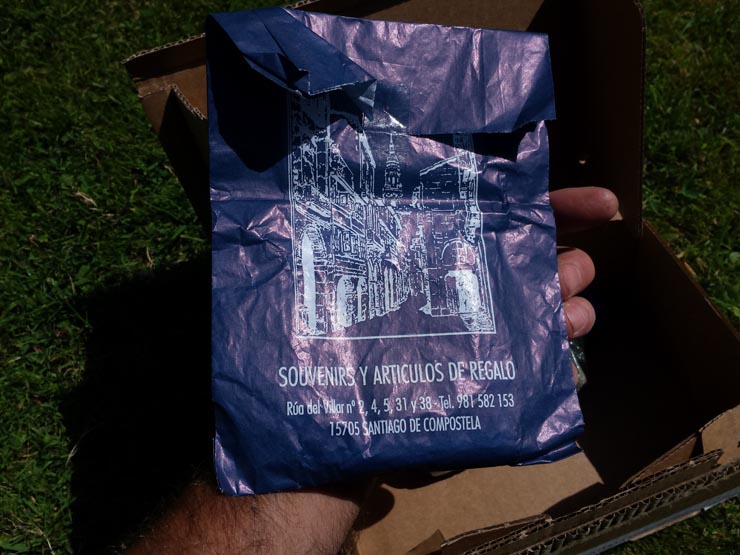 SOUVENIRS Y ARTICULOS DE REGALO
Rúa del Villar nº 2, 4, 5, 31 y 38 - Tel. 981 582 153
15705 SANTIAGO DE COMPOSTELA